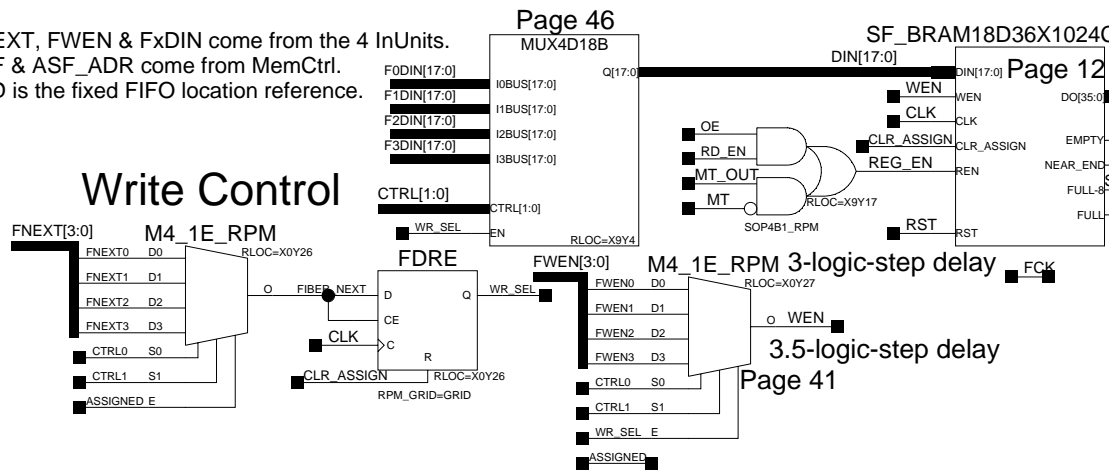 Page 46
EXT, FWEN & FxDIN come from the 4 InUnits.
F & ASF_ADR come from MemCtrl.
D is the fixed FIFO location reference.
MUX4D18B
F0DIN[17:0]
F1DIN[17:0]
F2DIN[17:0]
F3DIN[17:0]
I0BUS[17:0]
I1BUS[17:0]
I2BUS[17:0]
I3BUS[17:0]
Q[17:0]
CTRL[1:0]
CTRL[1:0]
WR_SEL
EN
RLOC=X9Y4
DIN[17:0]
SF_BRAM18D36X1024C
Page 12
DIN[17:0]
WEN
WEN
CLK
CLK
CLR_ASSIGN
CLR_ASSIGN
REG_EN
REN
RST
RST
DO[35:0]
EMPTY
NEAR_END
FULL-8
FULL
S
OE
RD_EN
MT_OUT
MT
RLOC=X9Y17
SOP4B1_RPM
Write Control
FNEXT[3:0]
M4_1E_RPM
RLOC=X0Y26
FNEXT0 D0
FNEXT1 D1
FNEXT2 D2
FNEXT3 D3
CTRL0 S0
CTRL1 S1
ASSIGNED E
O
FIBER_NEXT
FDRE
D
CE
C
R
Q
WR_SEL
CLK
CLR_ASSIGN
RLOC=X0Y26
RPM_GRID=GRID
FWEN[3:0]
M4_1E_RPM
3-logic-step delay
RLOC=X0Y27
FWEN0 D0
FWEN1 D1
FWEN2 D2
FWEN3 D3
CTRL0 S0
CTRL1 S1
WR_SEL E
ASSIGNED
O
WEN
3.5-logic-step delay
Page 41
FCK